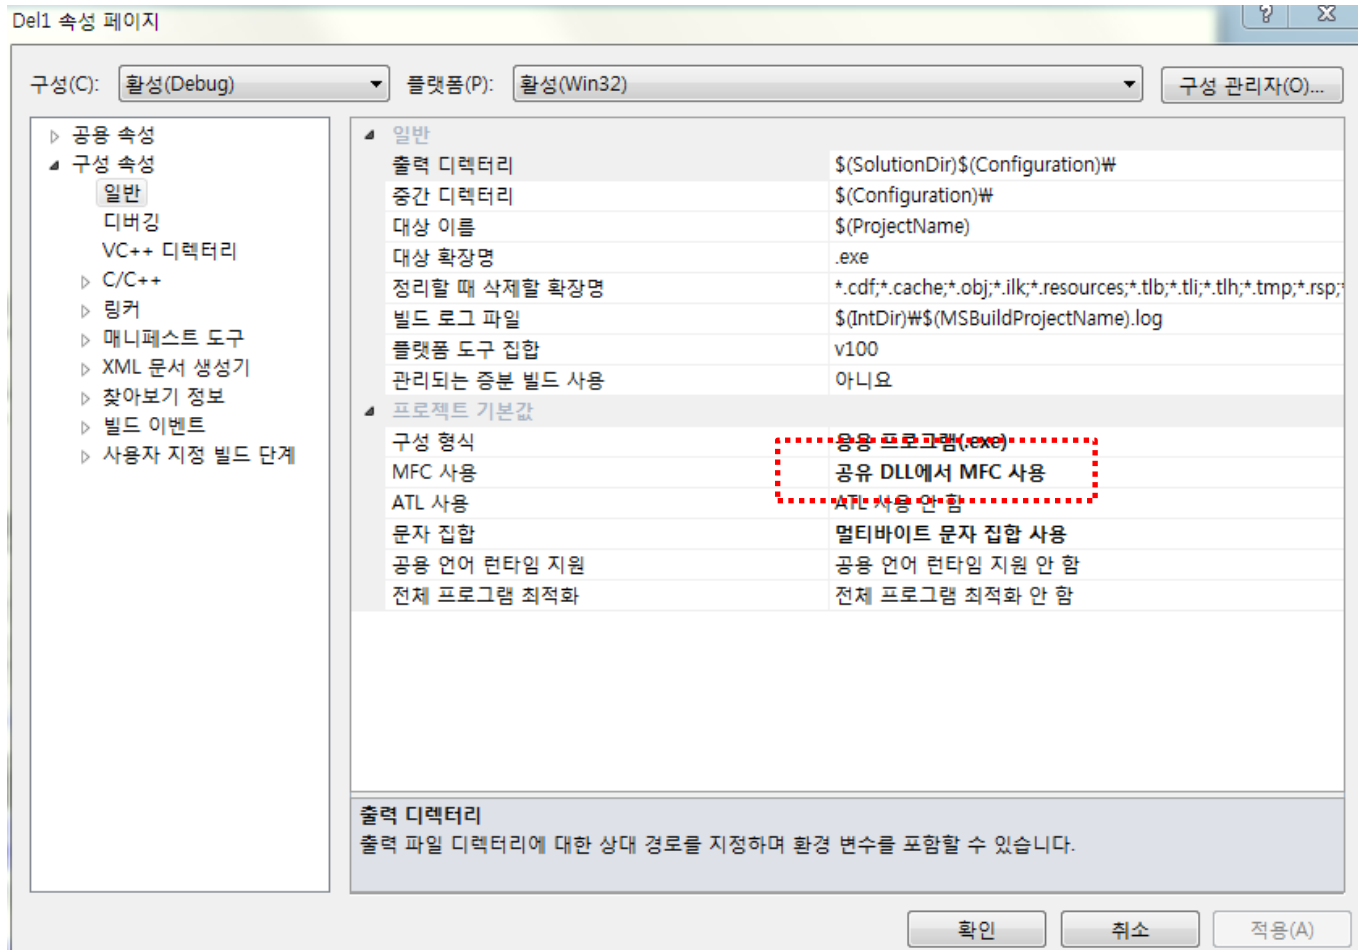 Del1 속성 페이지
구성(C): 활성(Debug) 플랫폼(P): 활성(Win32) 구성 관리자(O)...
공용 속성
구성 속성
일반
디버깅
VC++ 디렉터리
C/C++
링커
매니페스트 도구
XML 문서 생성기
찾아보기 정보
빌드 이벤트
사용자 지정 빌드 단계
일반
출력 디렉터리 $(SolutionDir)$(Configuration)₩
중간 디렉터리 $(Configuration)₩
대상 이름 $(ProjectName)
대상 확장명 .exe
정리할 때 삭제할 확장명 *.cdf;*.cache;*.obj;*.ilk;*.resources;*.tlb;*.tli;*.tlh;*.tmp;*.rsp;
빌드 로그 파일 $(IntDir)₩$(MSBuildProjectName).log
플랫폼 도구 집합 v100
관리되는 증분 빌드 사용 아니요
프로젝트 기본값
구성 형식 응용 프로그램(.exe)
MFC 사용 공유 DLL에서 MFC 사용
ATL 사용 ATL 사용 안 함
문자 집합 멀티바이트 문자 집합 사용
공용 언어 런타임 지원 공용 언어 런타임 지원 안 함
전체 프로그램 최적화 전체 프로그램 최적화 안 함
출력 디렉터리
출력 파일 디렉터리에 대한 상대 경로를 지정하며 환경 변수를 포함할 수 있습니다.
확인 취소 적용(A)